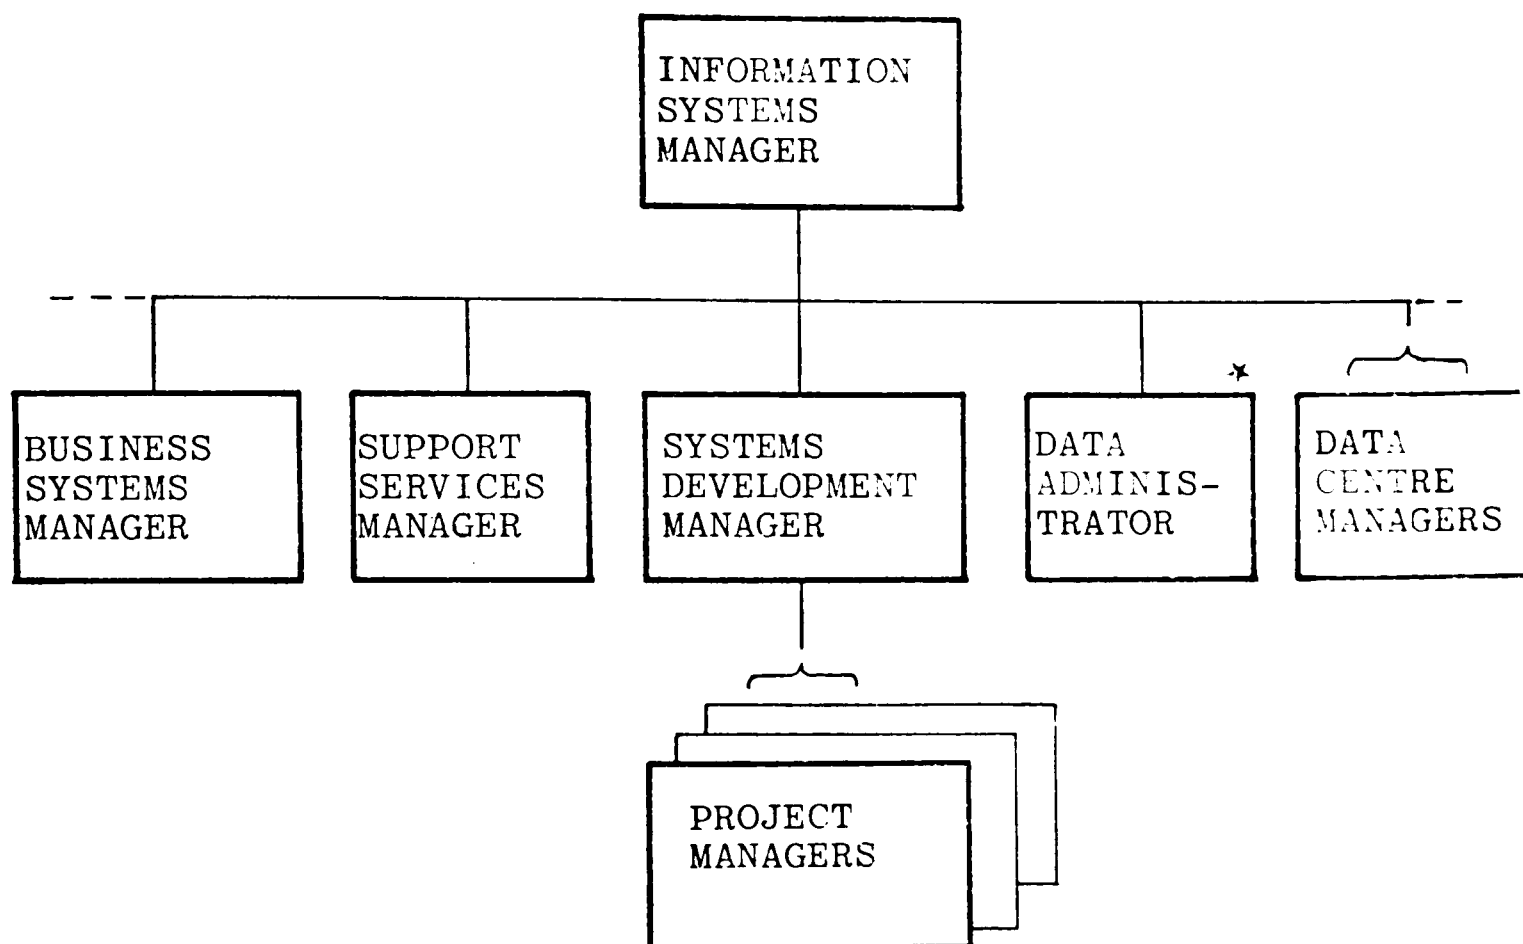 INFORMATION
SYSTEMS
MANAGER
BUSINESS
SYSTEMS
MANAGER
SUPPORT
SERVICES
MANAGER
SYSTEMS
DEVELOPMENT
MANAGER
*
DATA
ADMINIS-
TRATOR
DATA
CENTRE
MANAGERS
PROJECT
MANAGERS